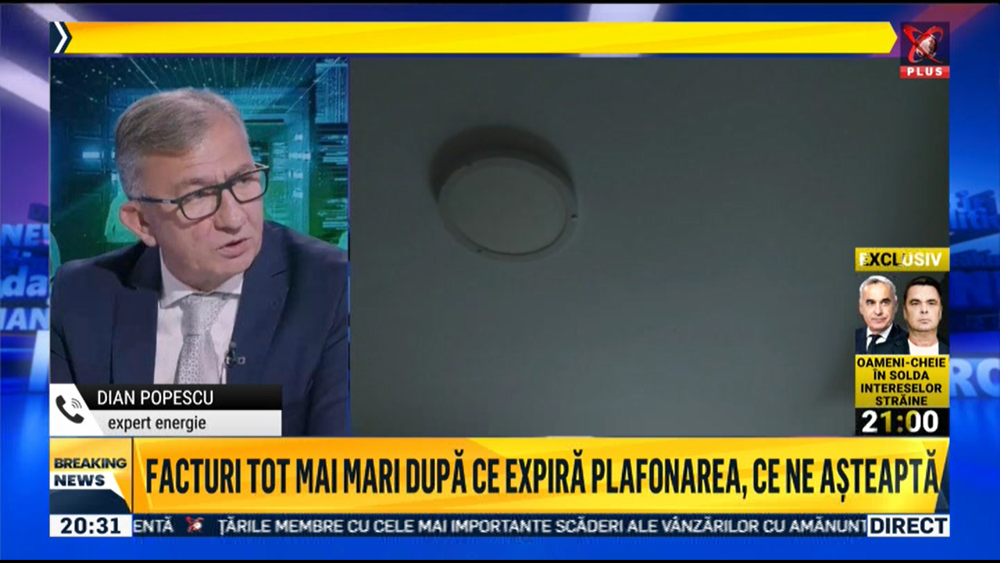 PLUS
EXCLUSIV
OAMENI-CHEIE
ÎN SOLDA
INTERESELOR
STRĂINE
21:00
DIAN POPESCU
expert energie
BREAKING
NEWS
FACTURI TOT MAI MARI DUPĂ CE EXPIRĂ PLAFONAREA, CE NE AȘTEAPTĂ
20:31
ENTĂ ȚĂRILE MEMBRE CU CELE MAI IMPORTANTE SCĂDERI ALE VÂNZĂRILOR CU AMĂNUNT
DIRECT